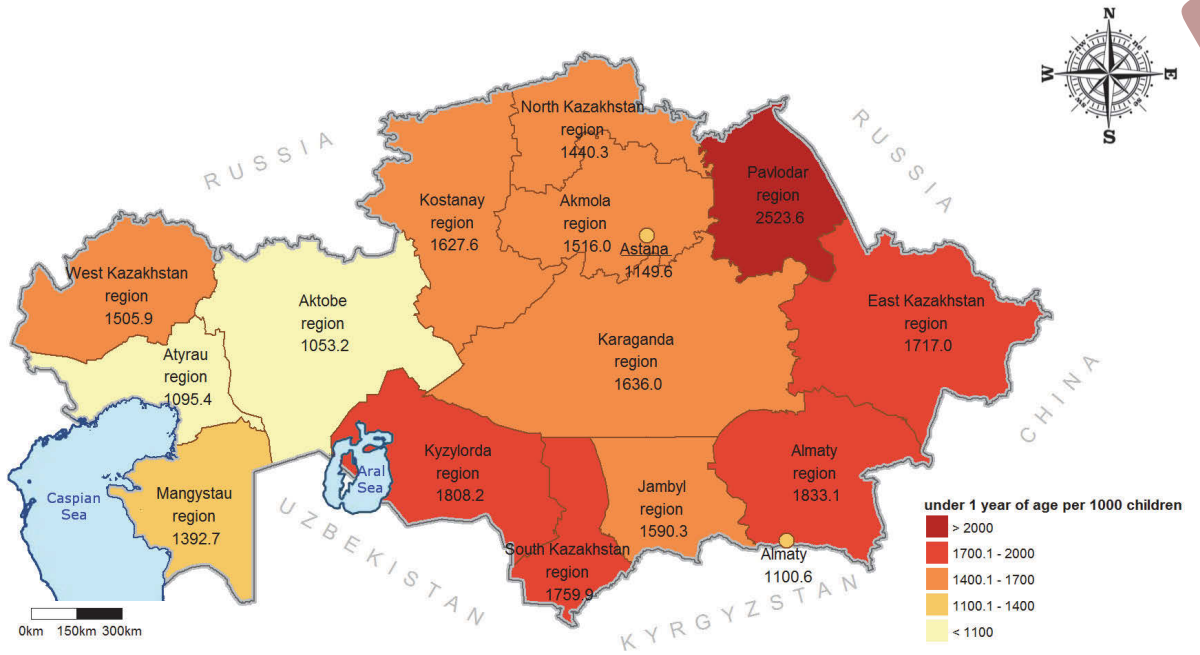 N
nw
ne
W
E
sw
se
S
RUSSIA
RUSSIA
North Kazakhstan
region
1440.3
Pavlodar
region
2523.6
Kostanay
region
1627.6
Akmola
region
1516.0
Astana
1149.6
West Kazakhstan
region
1505.9
Aktobe
region
1053.2
East Kazakhstan
region
1717.0
Karaganda
region
1636.0
Atyrau
region
1095.4
CHINA
Kyzylorda
region
1808.2
Almaty
region
1833.1
Aral
Sea
Jambyl
region
1590.3
Caspian
Sea
Mangystau
region
1392.7
UZBEKISTAN
South Kazakhstan
region
1759.9
Almaty
1100.6
KYRGYZSTAN
0km 150km 300km
under 1 year of age per 1000 children
> 2000
1700.1 - 2000
1400.1 - 1700
1100.1 - 1400
< 1100